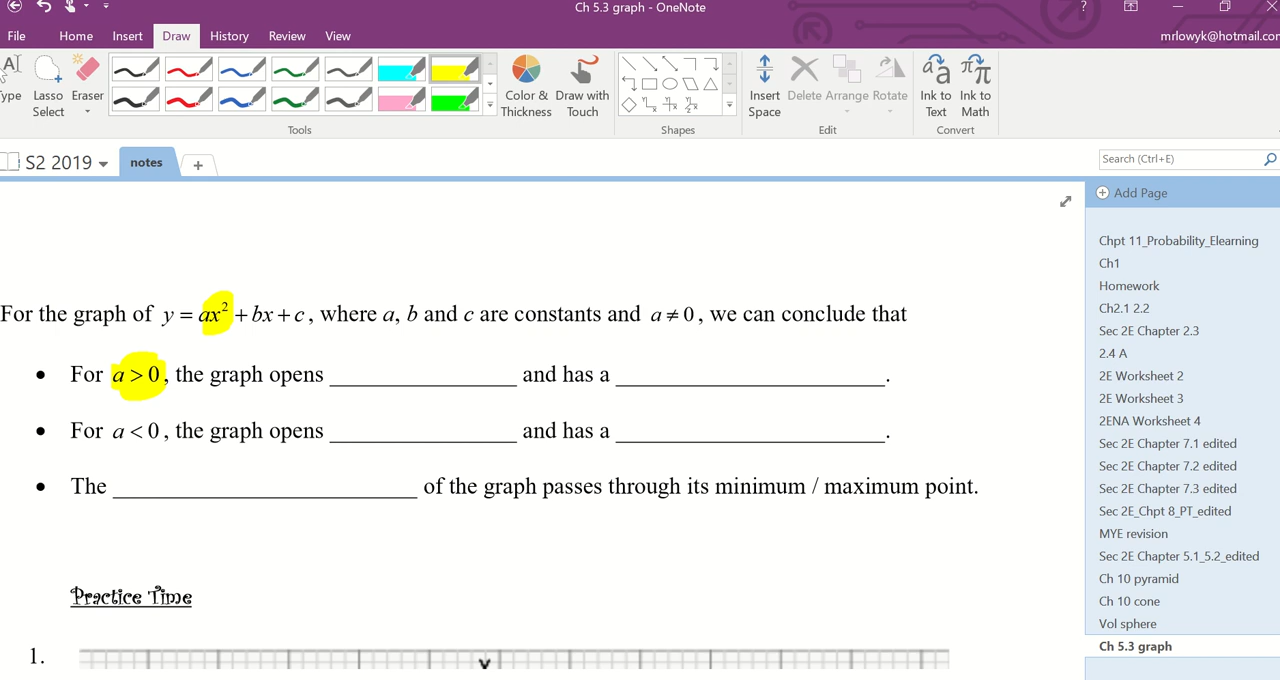 Ch 5.3 graph - OneNote
?
File Home Insert Draw History Review View
mrlowyk@hotmail.com
Type
Lasso Select
Eraser
Color & Thickness
Draw with Touch
Insert Space
Delete
Arrange
Rotate
Ink to Text
Ink to Math
Tools
Shapes
Edit
Convert
S2 2019
notes
+
Search (Ctrl+E)
Add Page
Chpt 11_Probability_Elearning
Ch1
Homework
Ch2.1 2.2
Sec 2E Chapter 2.3
2.4 A
2E Worksheet 2
2E Worksheet 3
2ENA Worksheet 4
Sec 2E Chapter 7.1 edited
Sec 2E Chapter 7.2 edited
Sec 2E Chapter 7.3 edited
Sec 2E_Chpt 8_PT_edited
MYE revision
Sec 2E Chapter 5.1_5.2_edited
Ch 10 pyramid
Ch 10 cone
Vol sphere
Ch 5.3 graph
For the graph of y = ax² + bx + c, where a, b and c are constants and a ≠ 0, we can conclude that
• For a > 0, the graph opens ________________ and has a _______________________.
• For a < 0, the graph opens ________________ and has a _______________________.
• The __________________________ of the graph passes through its minimum / maximum point.
Practice Time
1.
y